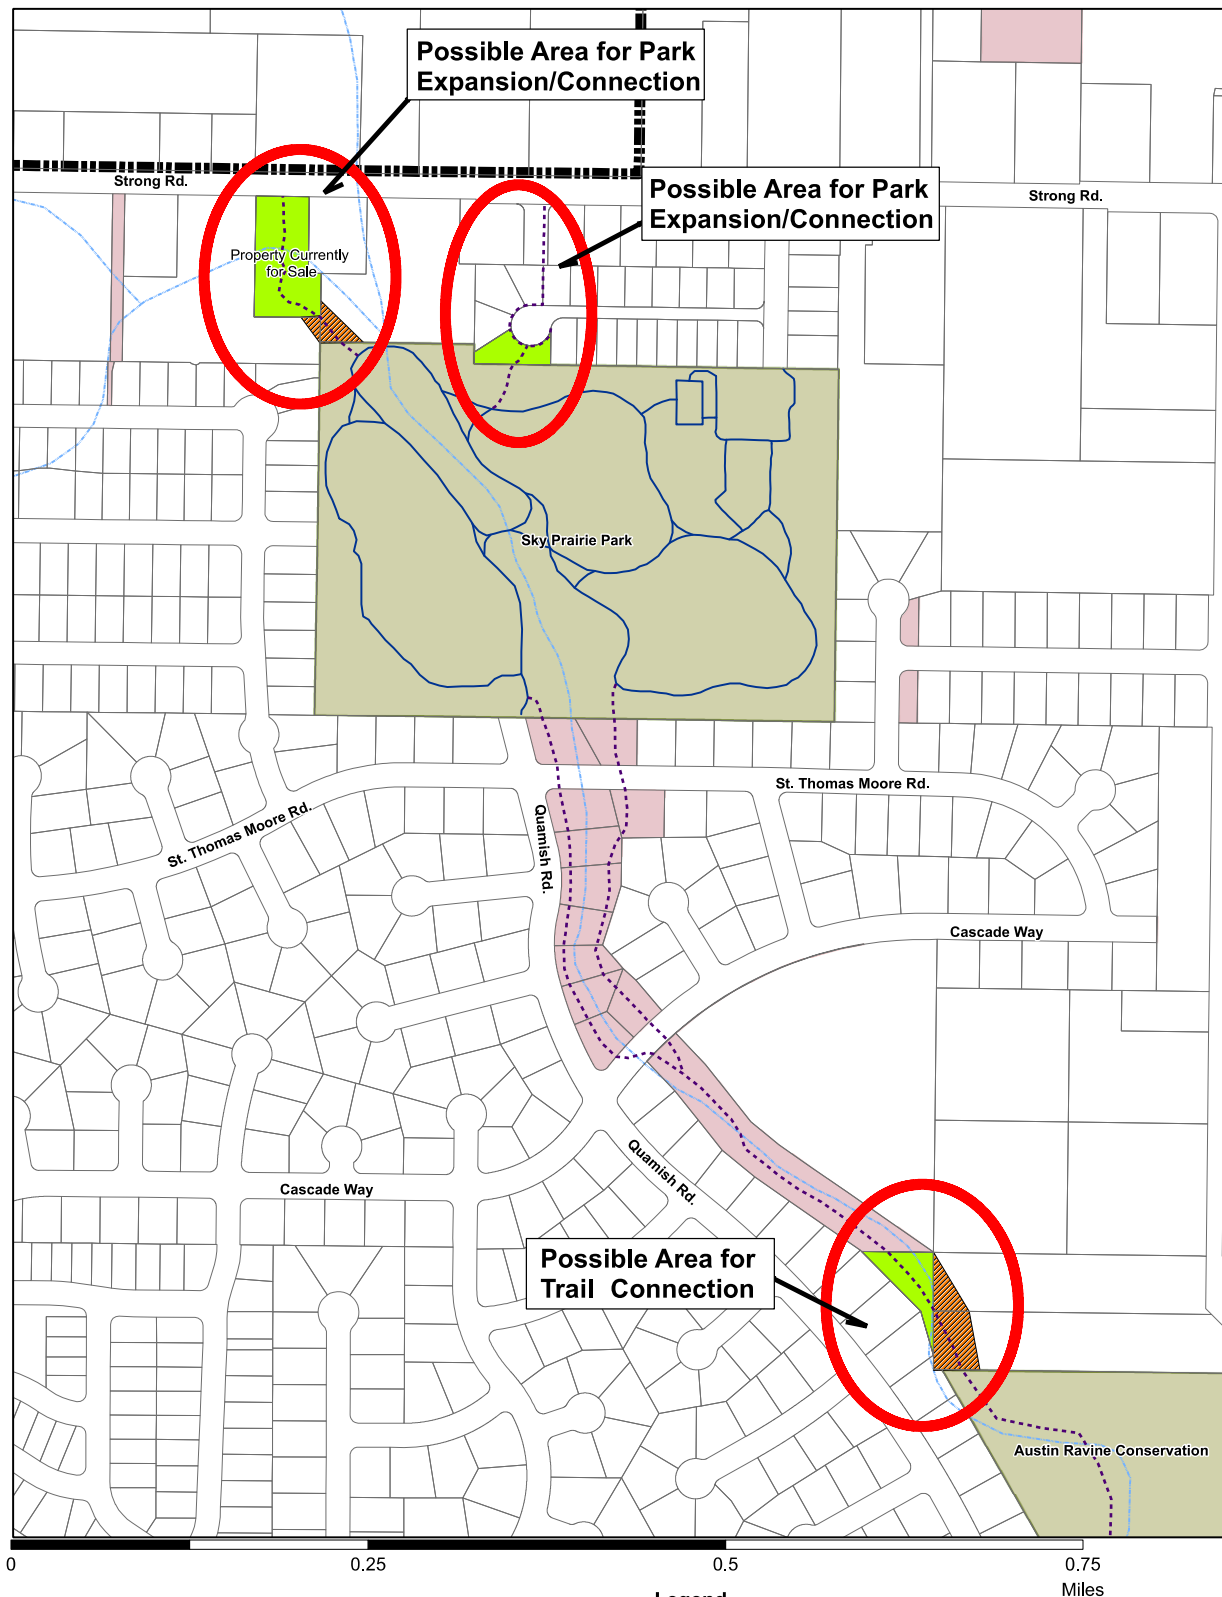 Possible Area for Park
Expansion/Connection
Strong Rd.
Possible Area for Park
Expansion/Connection
Strong Rd.
Property Currently
for Sale
Sky Prairie Park
St. Thomas Moore Rd.
St. Thomas Moore Rd.
Quamish Rd.
Cascade Way
Quamish Rd.
Cascade Way
Possible Area for
Trail Connection
Austin Ravine Conservation
0
0.25
0.5
0.75
Miles
Legend